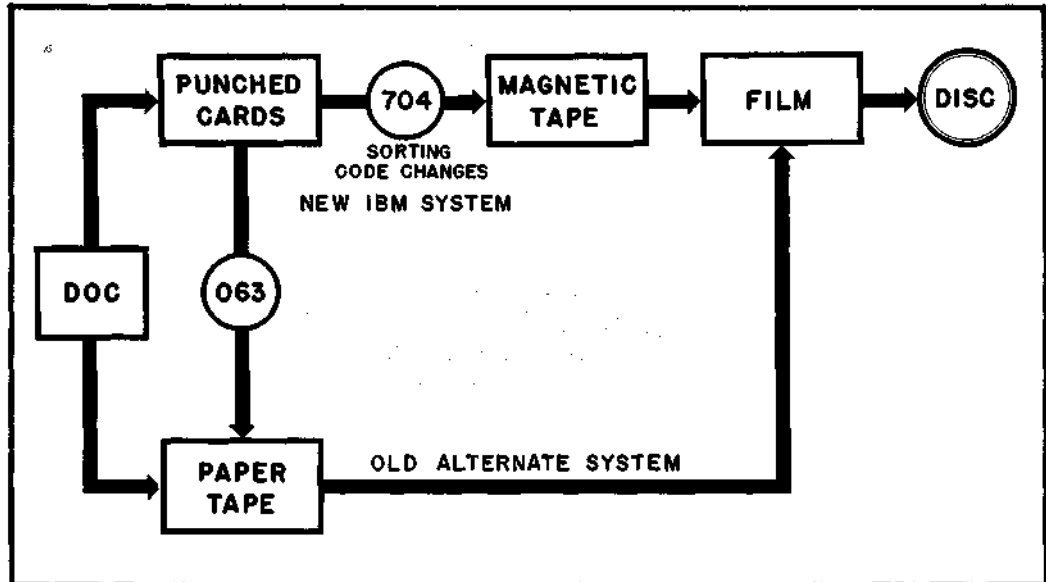 PUNCHED
CARDS
704
MAGNETIC
TAPE
FILM
DISC
SORTING
CODE CHANGES
NEW IBM SYSTEM
DOC
063
PAPER
TAPE
OLD ALTERNATE SYSTEM